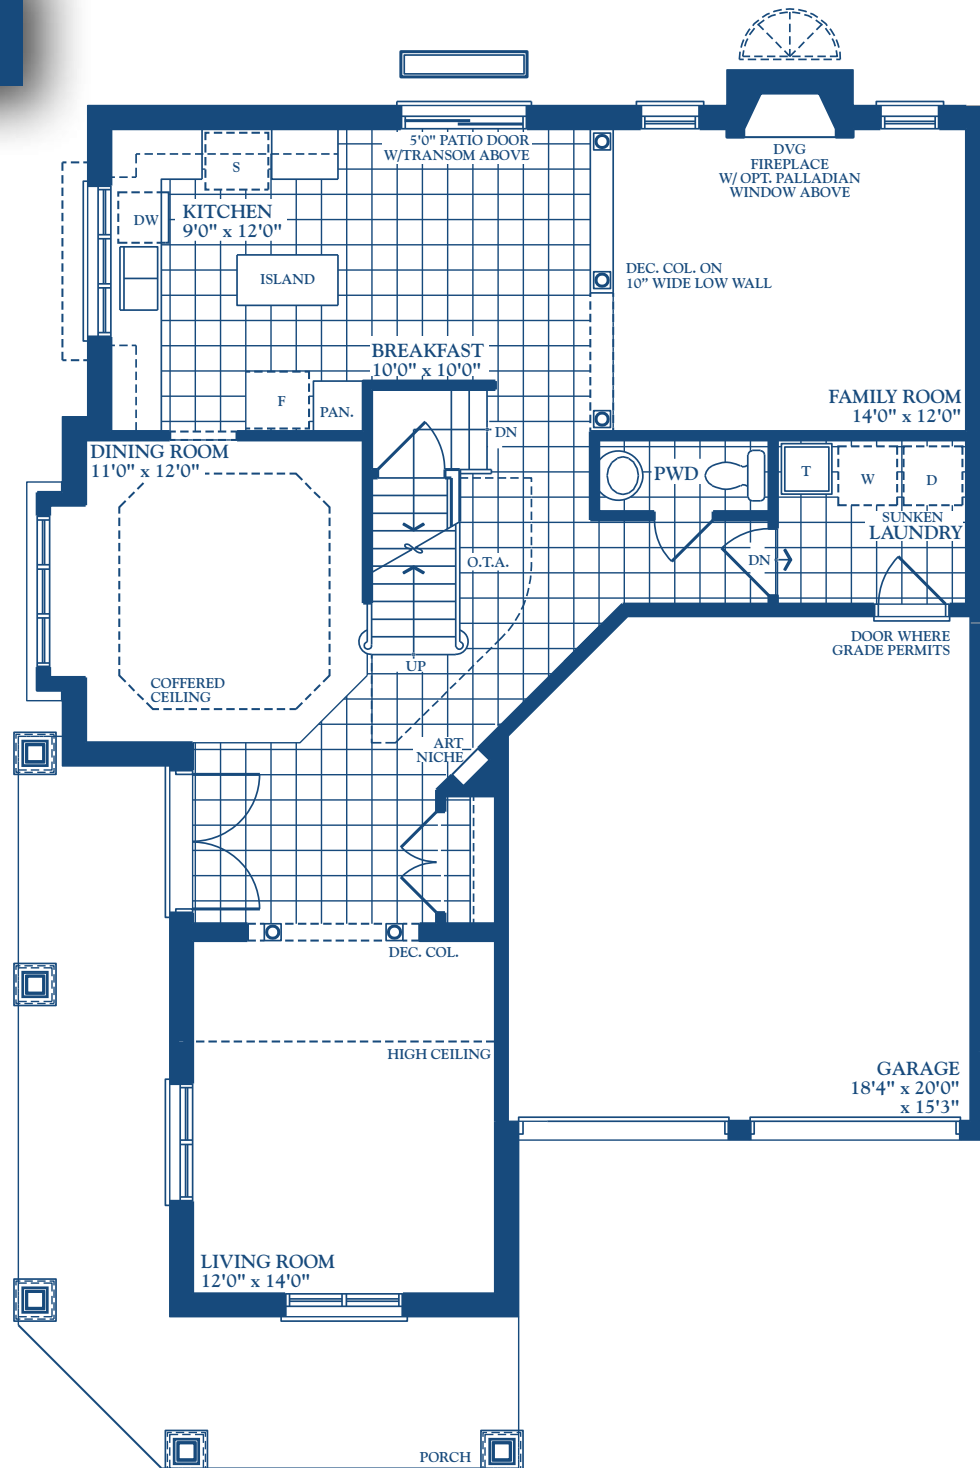 5'0" PATIO DOOR
W/TRANSOM ABOVE
DVG
FIREPLACE
W/ OPT. PALLADIAN
WINDOW ABOVE
S
DW
KITCHEN
9'0" x 12'0"
ISLAND
DEC. COL. ON
10" WIDE LOW WALL
BREAKFAST
10'0" x 10'0"
F
PAN.
FAMILY ROOM
14'0" x 12'0"
DN
DINING ROOM
11'0" x 12'0"
PWD
T
W
D
SUNKEN
LAUNDRY
DN
O.T.A.
DOOR WHERE
GRADE PERMITS
UP
COFFERED
CEILING
ART
NICHE
DEC. COL.
HIGH CEILING
GARAGE
18'4" x 20'0"
x 15'3"
LIVING ROOM
12'0" x 14'0"
PORCH